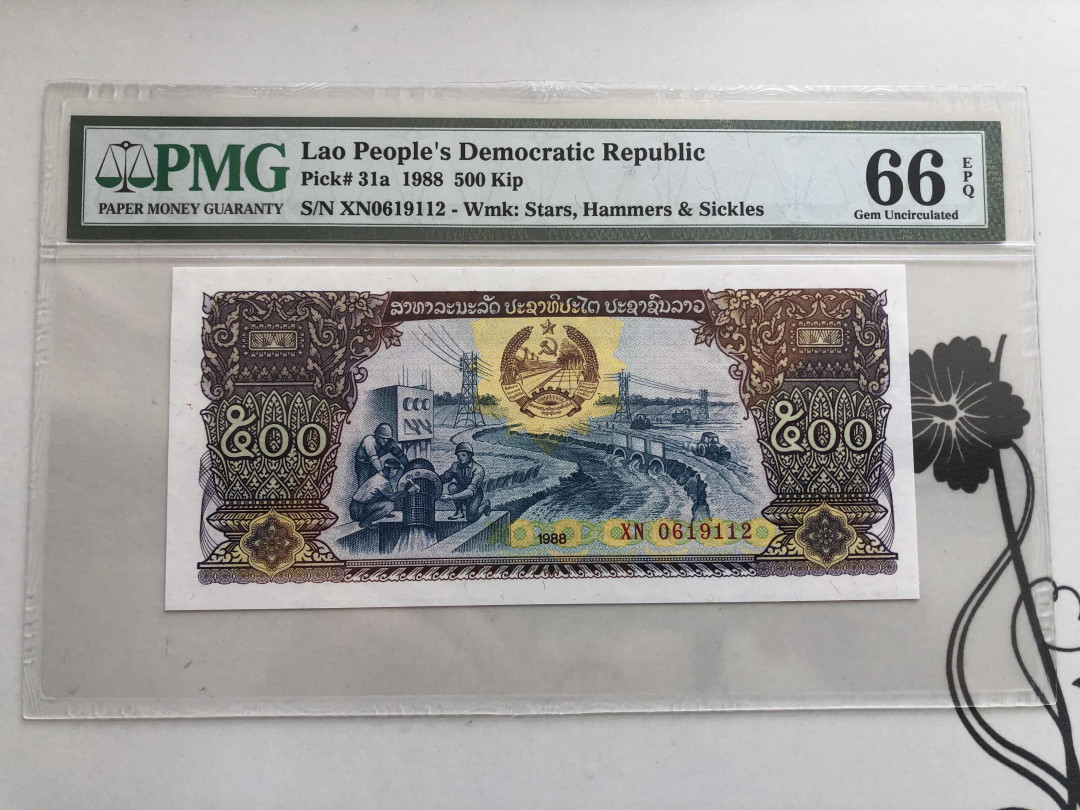 PMG
PAPER MONEY GUARANTY
Lao People's Democratic Republic
Pick# 31a 1988 500 Kip
S/N XN0619112 - Wmk: Stars, Hammers & Sickles
66 EPQ
Gem Uncirculated
ສາທາລະນະລັດ ປະຊາທິປະໄຕ ປະຊາຊົນລາວ
໕໐໐ ໕໐໐
1988 XN 0619112